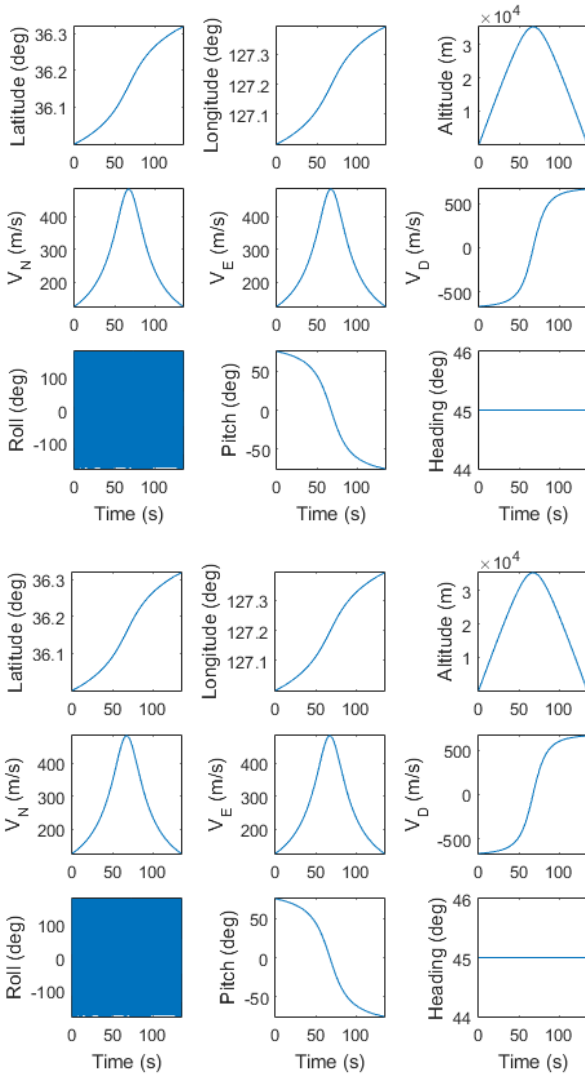 36.3
36.2
36.1
Latitude (deg)
0 50 100
127.3
127.2
127.1
Longitude (deg)
0 50 100
×10⁴
3
2
1
Altitude (m)
0 50 100
400
300
200
V_N (m/s)
0 50 100
400
300
200
V_E (m/s)
0 50 100
500
0
-500
V_D (m/s)
0 50 100
100
0
-100
Roll (deg)
0 50 100
Time (s)
50
0
-50
Pitch (deg)
0 50 100
Time (s)
46
45
44
Heading (deg)
0 50 100
Time (s)
36.3
36.2
36.1
Latitude (deg)
0 50 100
127.3
127.2
127.1
Longitude (deg)
0 50 100
×10⁴
3
2
1
Altitude (m)
0 50 100
400
300
200
V_N (m/s)
0 50 100
400
300
200
V_E (m/s)
0 50 100
500
0
-500
V_D (m/s)
0 50 100
100
0
-100
Roll (deg)
0 50 100
Time (s)
50
0
-50
Pitch (deg)
0 50 100
Time (s)
46
45
44
Heading (deg)
0 50 100
Time (s)